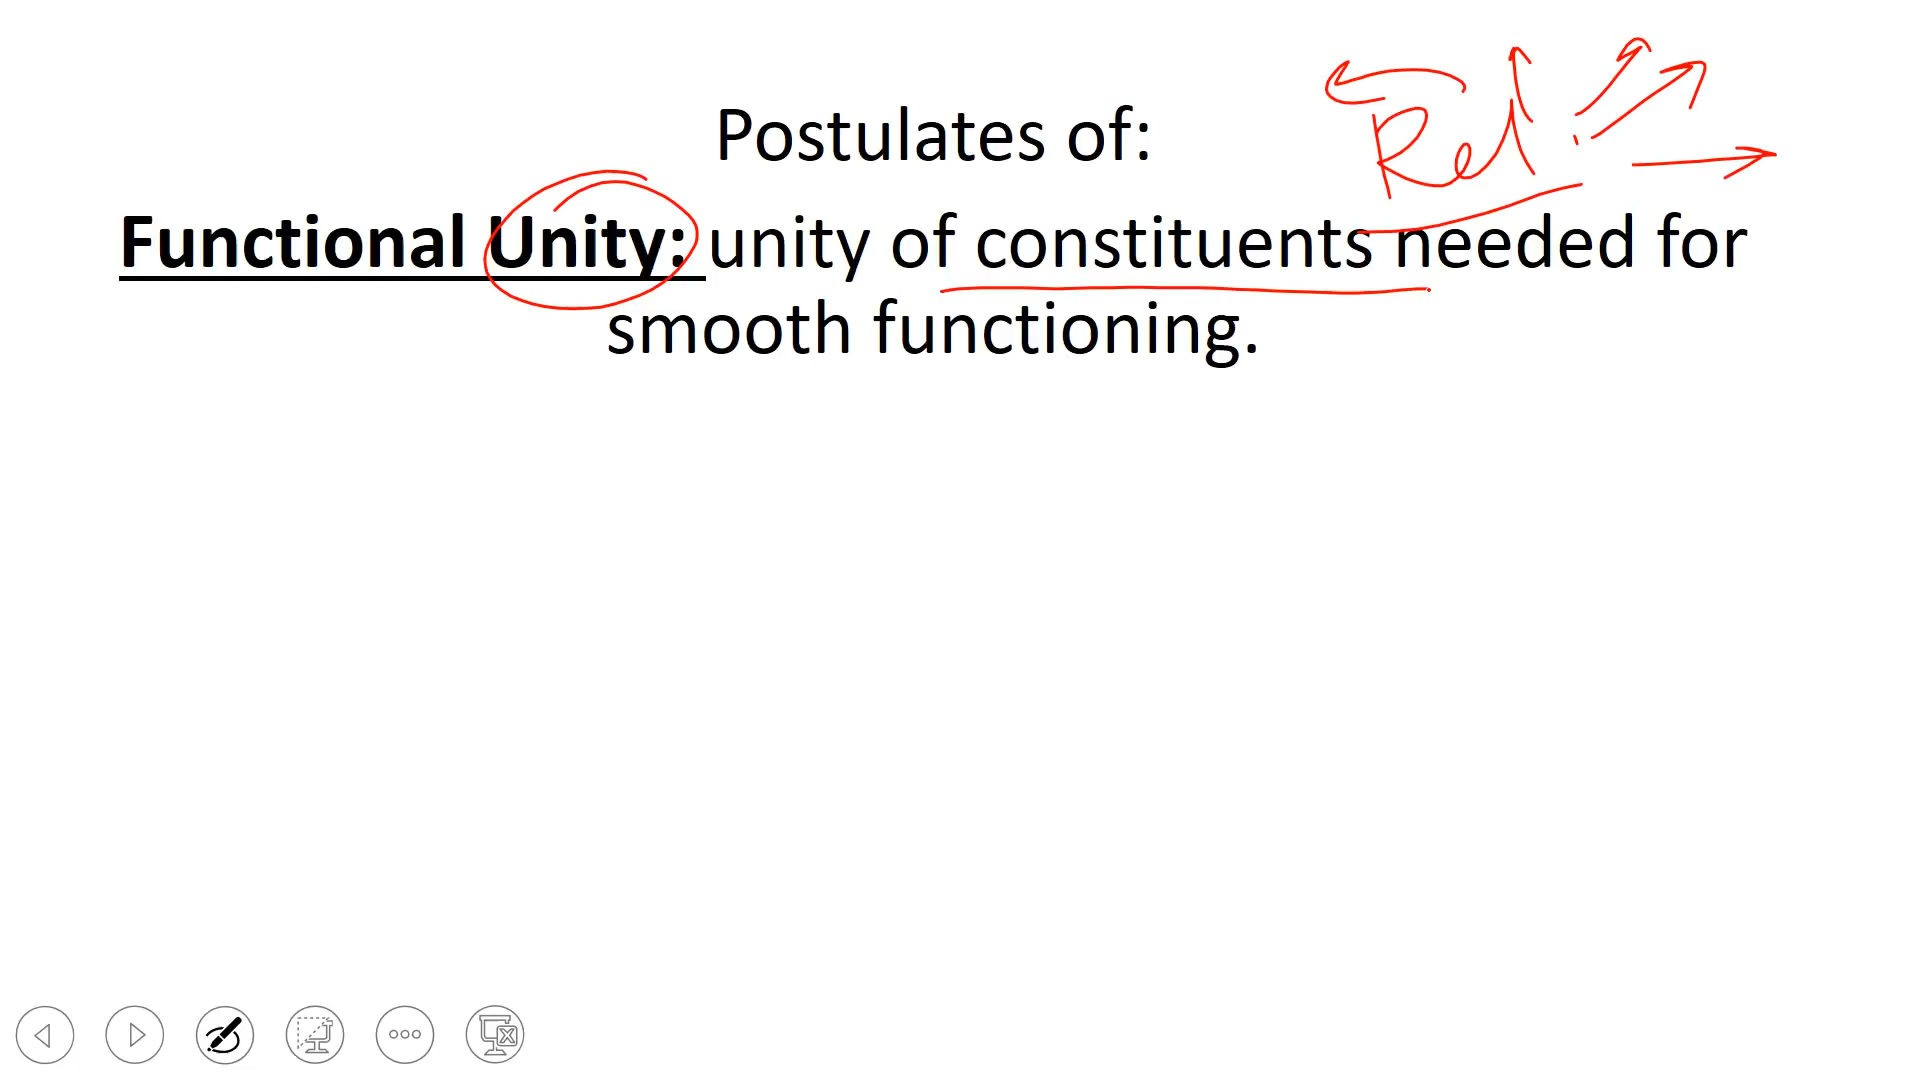 Postulates of:
Rel
Functional Unity: unity of constituents needed for
smooth functioning.